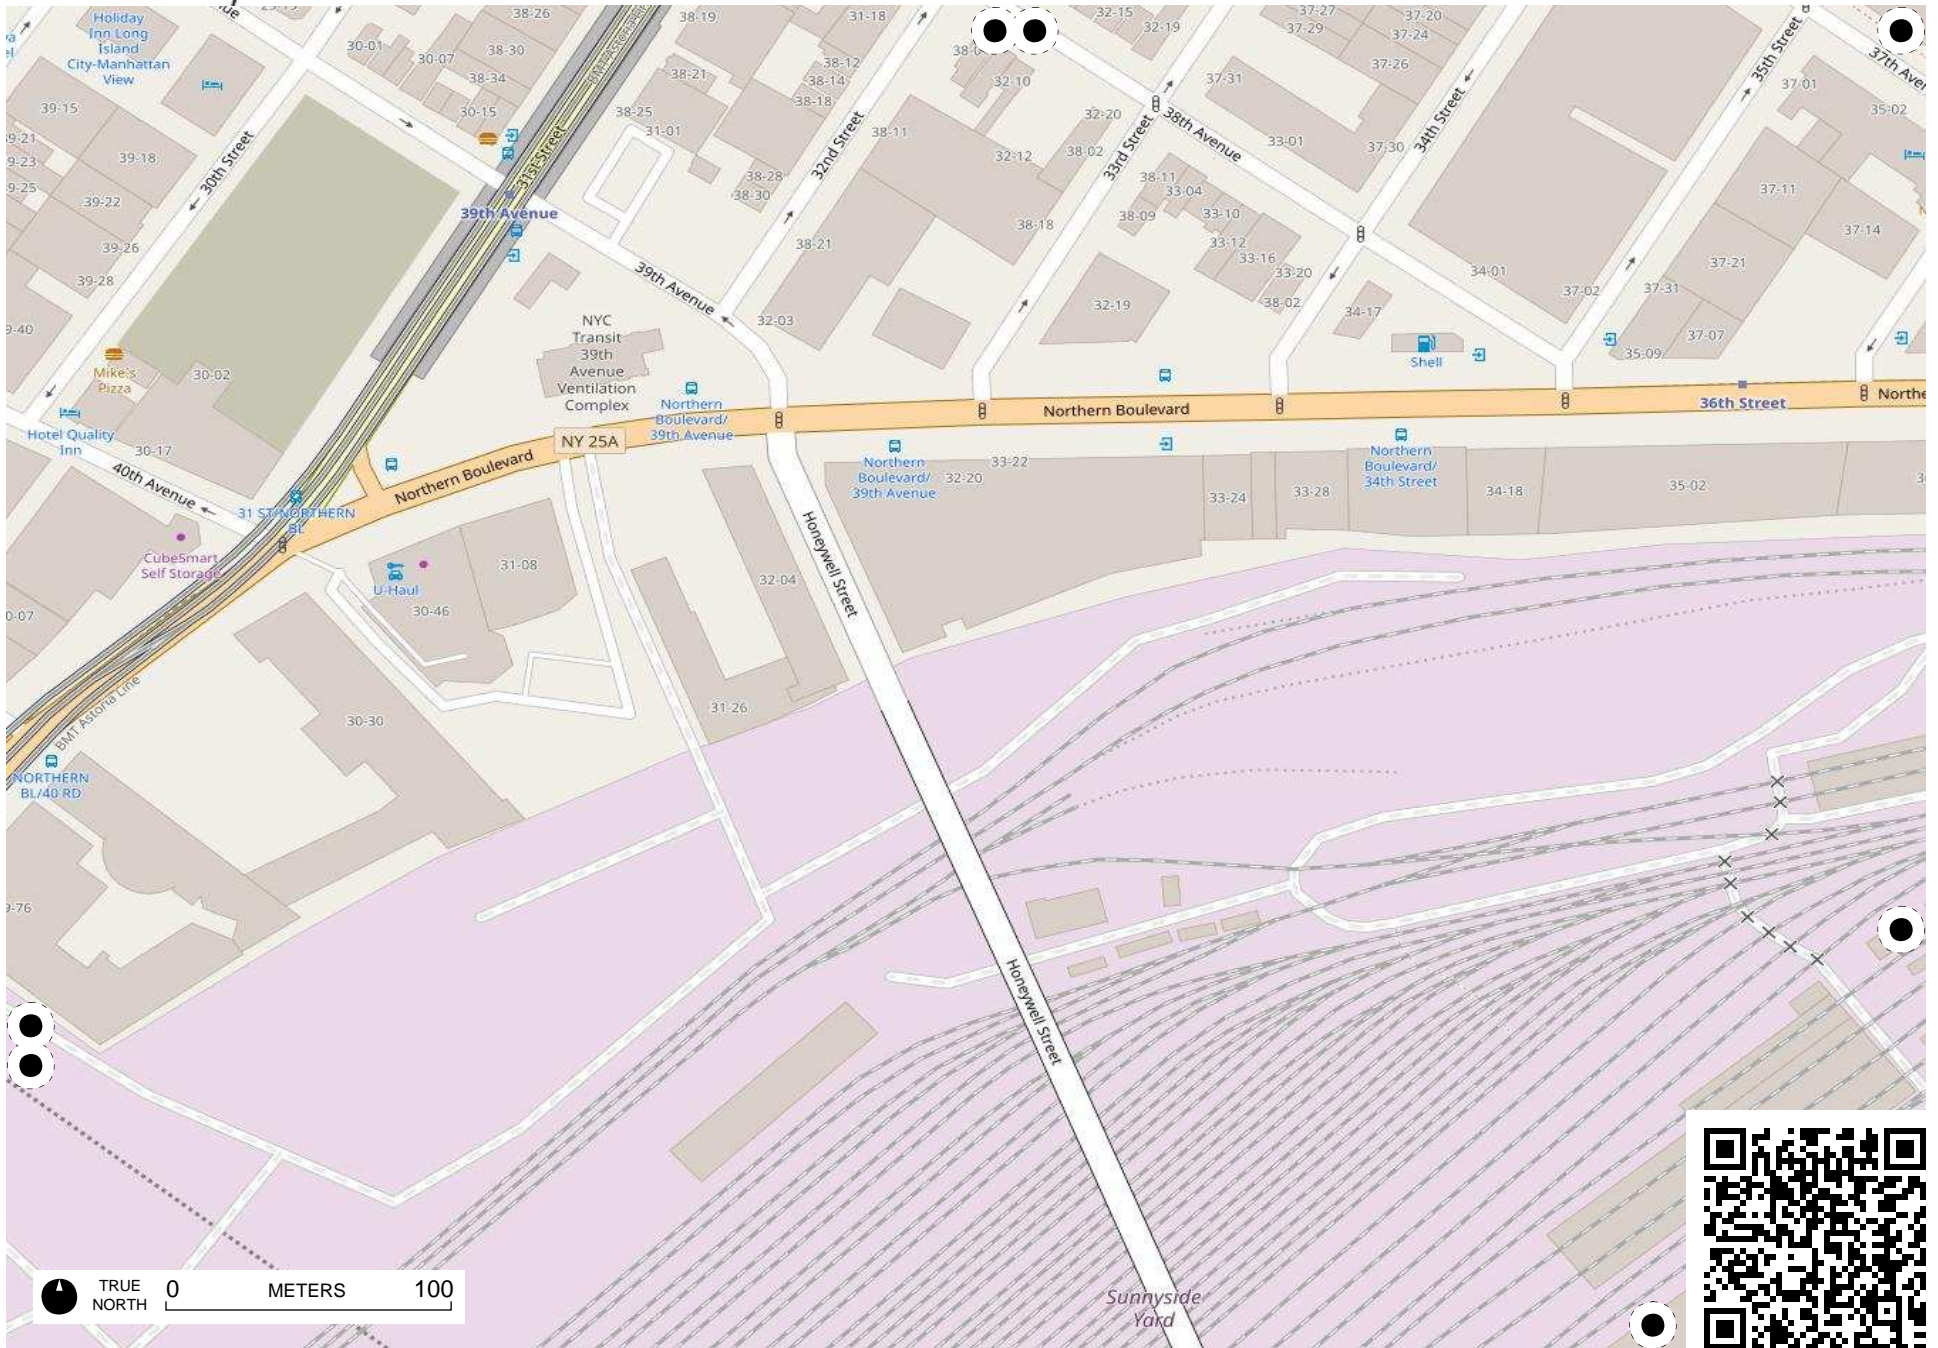 Holiday
Inn Long
Island
City-Manhattan
View
30-01
30-07
38-26
38-30
38-34
30-15
38-19
31-18
38-21
38-12
38-14
38-18
38-25
31-01
32-15
32-19
32-10
37-27
37-29
37-20
37-24
37-26
37-31
35th Street
37-01
35-02
39-15
39-18
39-22
39-26
39-28
30th Street
31st Street
39th Avenue
38-28
38-30
32nd Street
38-11
32-20
32-12
38-02
33rd Street
38th Avenue
33-01
37-30
34th Street
38-11
33-04
38-09
33-10
33-12
33-16
33-20
38-02
38-18
38-21
37-11
37-14
37-21
34-01
37-02
37-31
37-07
35-09
34-17
32-19
32-03
39th Avenue
NYC
Transit
39th
Avenue
Ventilation
Complex
Mike's
Pizza
30-02
Shell
Northern
Boulevard/
39th Avenue
Northern Boulevard
36th Street
Hotel Quality
Inn
30-17
40th Avenue
NY 25A
Northern Boulevard
31 ST/NORTHERN
BL
Northern
Boulevard/
39th Avenue
32-20
33-22
33-24
33-28
Northern
Boulevard/
34th Street
34-18
35-02
CubeSmart
Self Storage
U-Haul
30-46
31-08
32-04
Honeywell Street
BMT Astoria Line
30-30
31-26
NORTHERN
BL/40 RD
Honeywell Street
Sunnyside
Yard
TRUE
NORTH
0 METERS 100